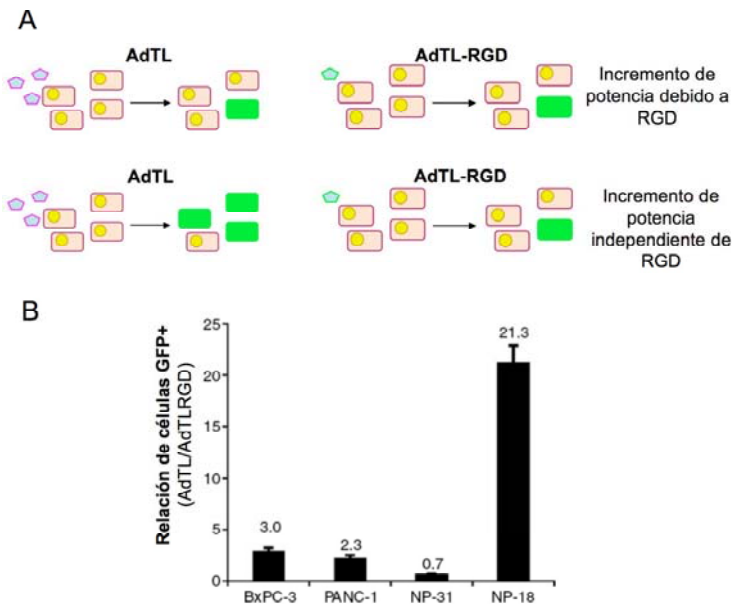 A
AdTL
AdTL-RGD
Incremento de
potencia debido a
RGD
AdTL
AdTL-RGD
Incremento de
potencia
independiente de
RGD
B
Relación de células GFP+
(AdTL/AdTLRGD)
25
20
15
10
5
0
3.0
2.3
0.7
21.3
BxPC-3
PANC-1
NP-31
NP-18